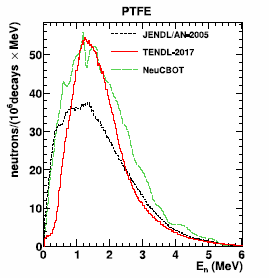 PTFE
JENDL/AN-2005
TENDL-2017
NeuCBOT
neutrons/(10⁶decays × MeV)
50
40
30
20
10
0
0 1 2 3 4 5 6
Eₙ (MeV)